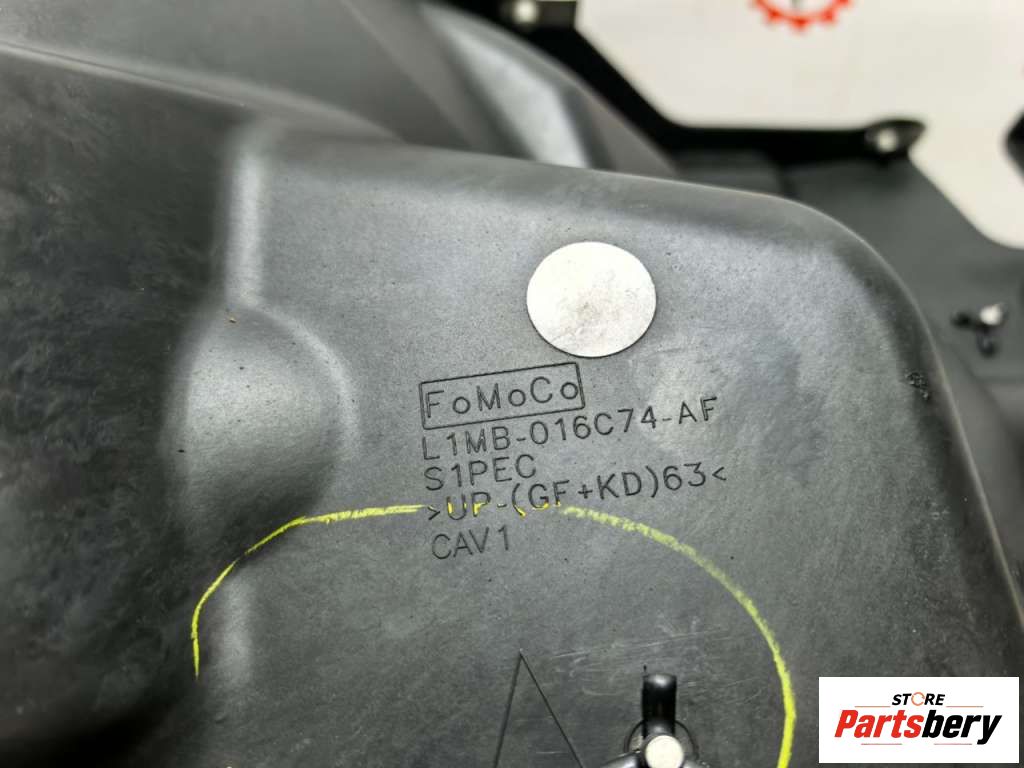 FoMoCo
L1MB-016C74-AF
S1PEC
>UP-(GF+KD)63<
CAV1
STORE
Partsbery